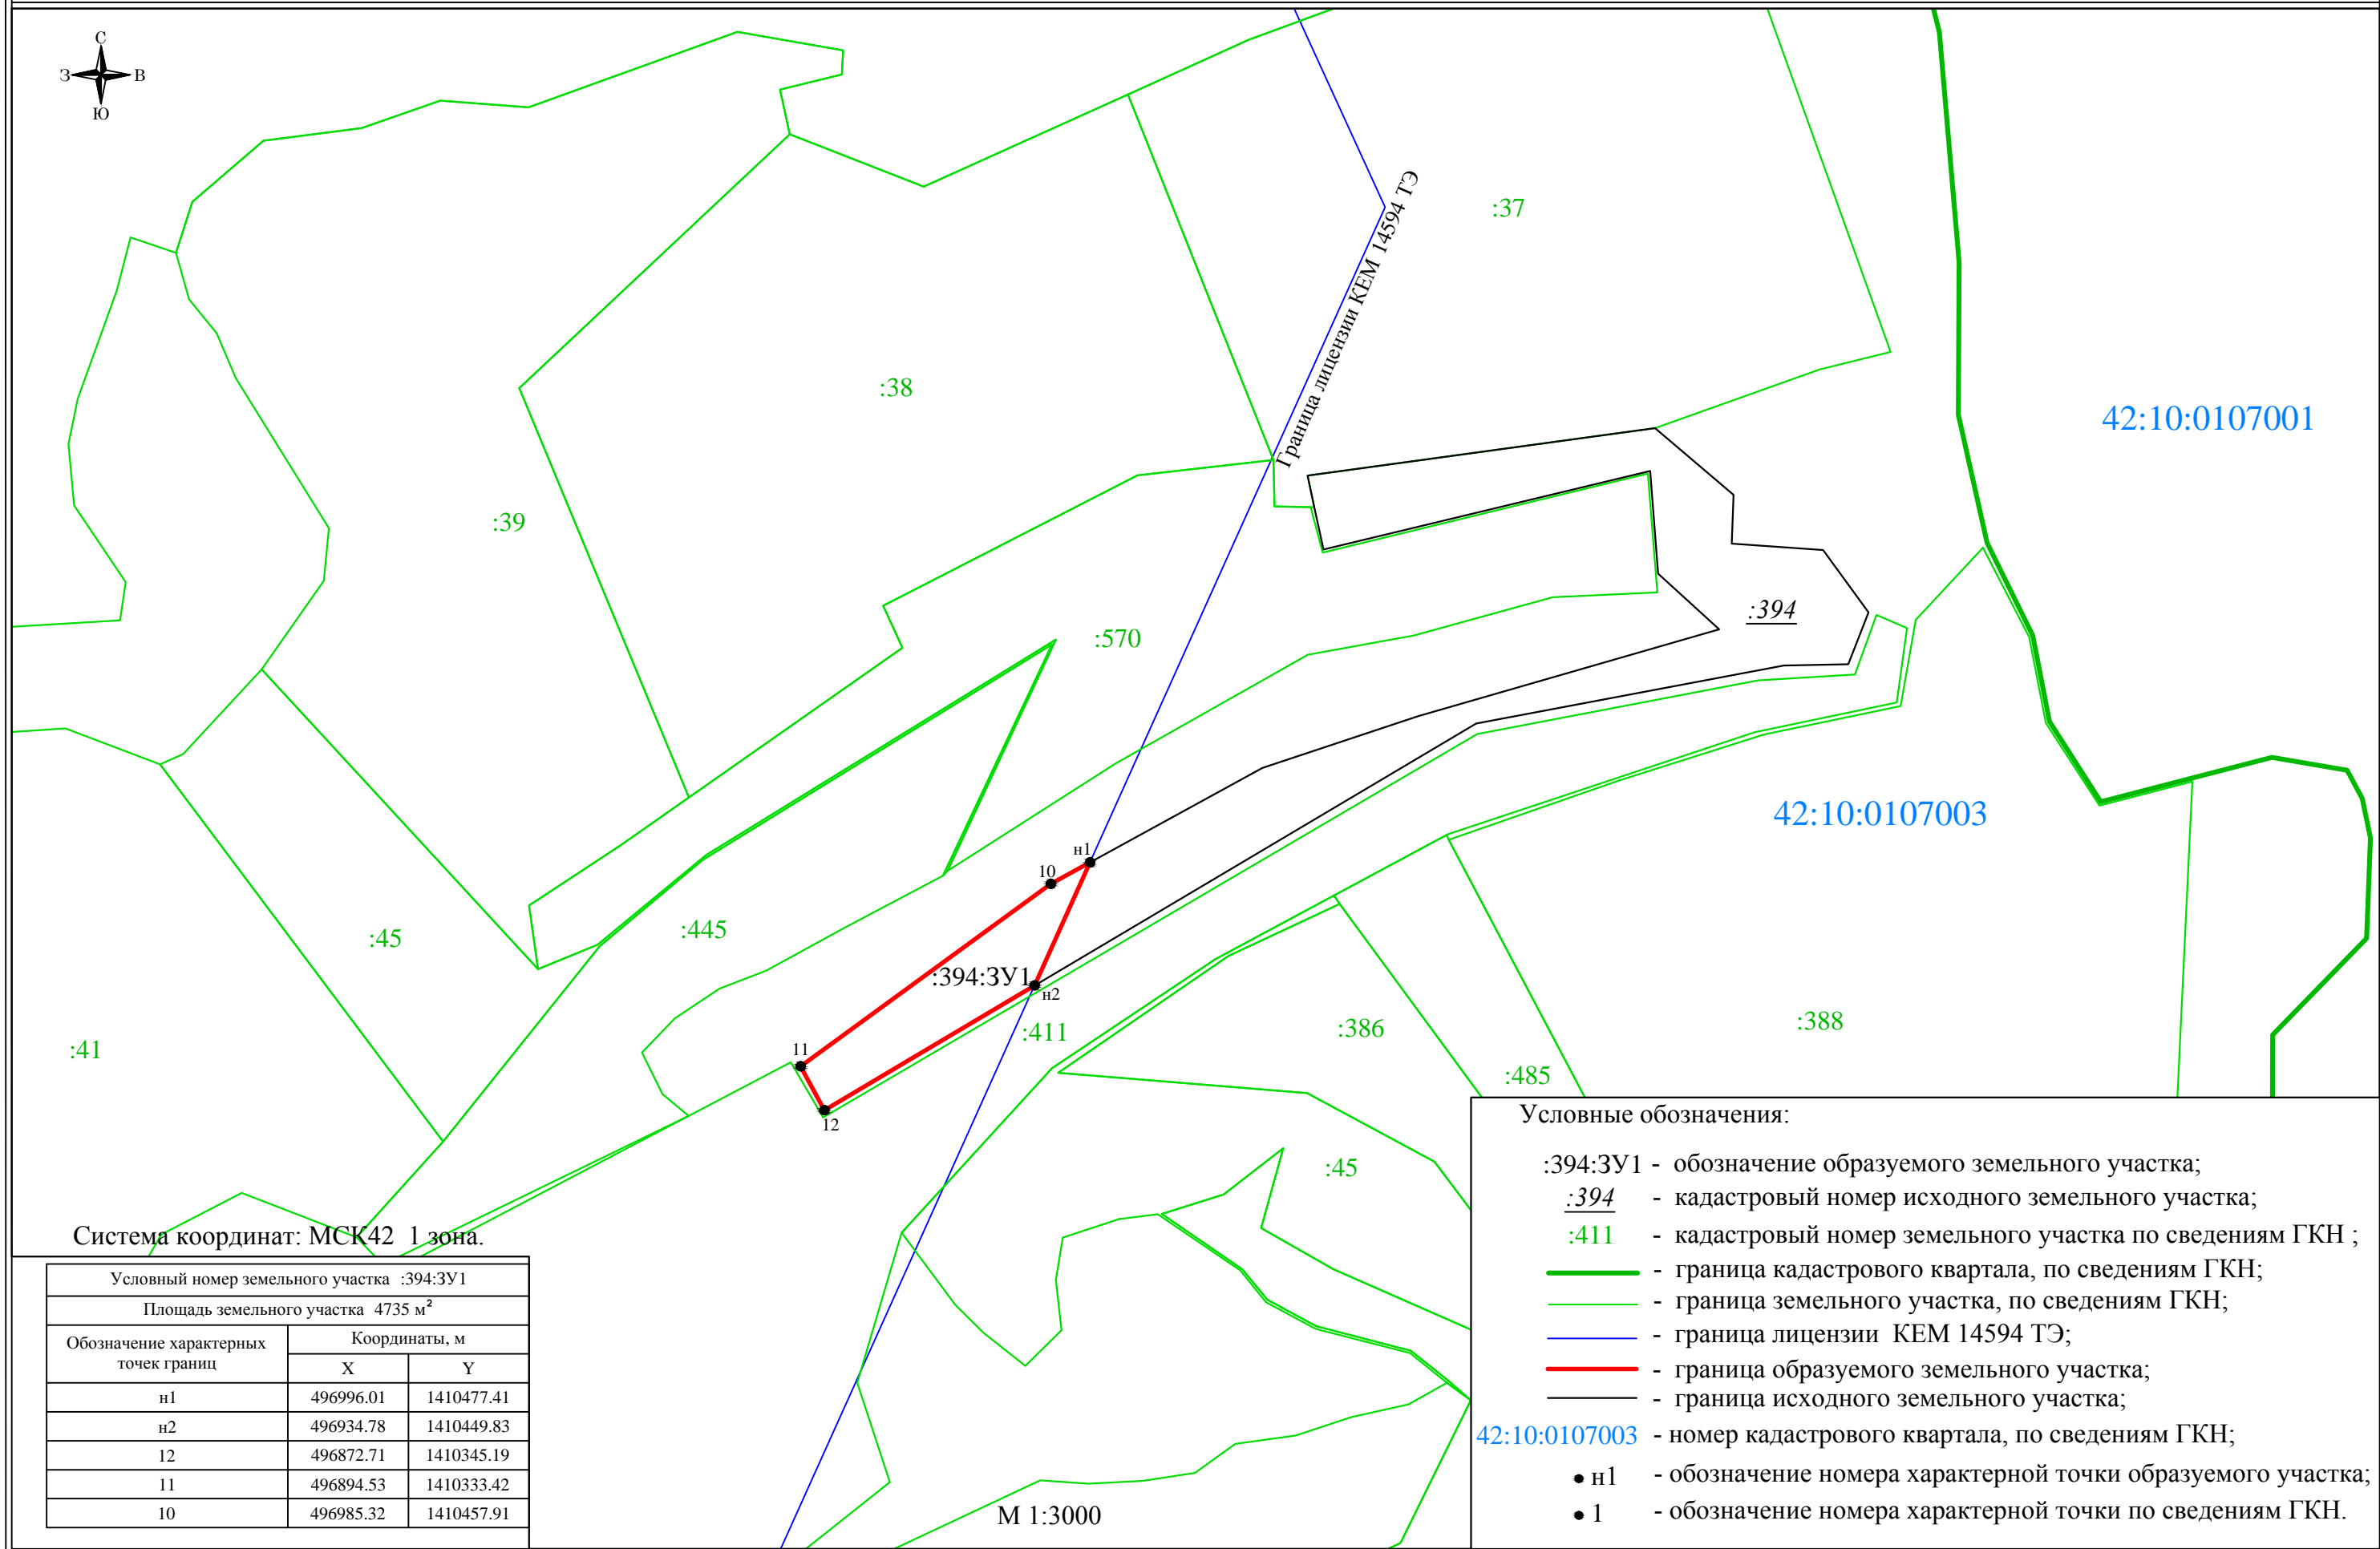 С
З В
Ю
Граница лицензии КЕМ 14594 ТЭ
:37
:38
42:10:0107001
:39
:394
:570
42:10:0107003
н1
10
:45
:445
:394:ЗУ1
н2
:411
:386
:388
:41
11
:485
12
:45
Система координат: МСК42 1 зона.
Условный номер земельного участка :394:ЗУ1
Площадь земельного участка 4735 м²
Обозначение характерных точек границ
Координаты, м
X Y
н1 496996.01 1410477.41
н2 496934.78 1410449.83
12 496872.71 1410345.19
11 496894.53 1410333.42
10 496985.32 1410457.91
М 1:3000
Условные обозначения:
:394:ЗУ1 - обозначение образуемого земельного участка;
:394 - кадастровый номер исходного земельного участка;
:411 - кадастровый номер земельного участка по сведениям ГКН ;
- граница кадастрового квартала, по сведениям ГКН;
- граница земельного участка, по сведениям ГКН;
- граница лицензии КЕМ 14594 ТЭ;
- граница образуемого земельного участка;
- граница исходного земельного участка;
42:10:0107003 - номер кадастрового квартала, по сведениям ГКН;
• н1 - обозначение номера характерной точки образуемого участка;
• 1 - обозначение номера характерной точки по сведениям ГКН.